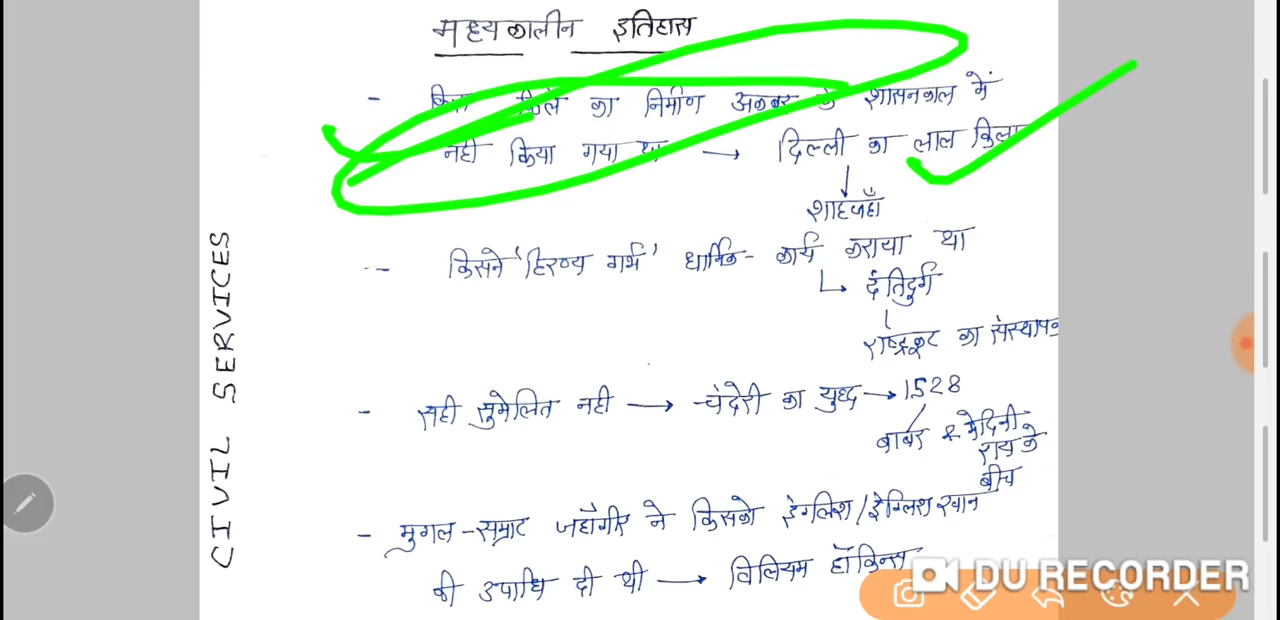 मध्यकालीन इतिहास
- किस किले का निर्माण अकबर के शासनकाल में
नही किया गया था → दिल्ली का लाल किला
शाहजहाँ
- किसने 'हिरण्य गर्भ' धार्मिक कार्य कराया था
दंतिदुर्ग
राष्ट्रकूट का संस्थापक
- सही सुमेलित नही → चंदेरी का युध्द → 1528
बाबर & मेदिनी
राय के
बीच
- मुगल-सम्राट जहाँगीर ने किसको इंग्लिश/इंग्लिश खान
की उपाधि दी थी → विलियम हॉकिन्स
CIVIL SERVICES
DU RECORDER